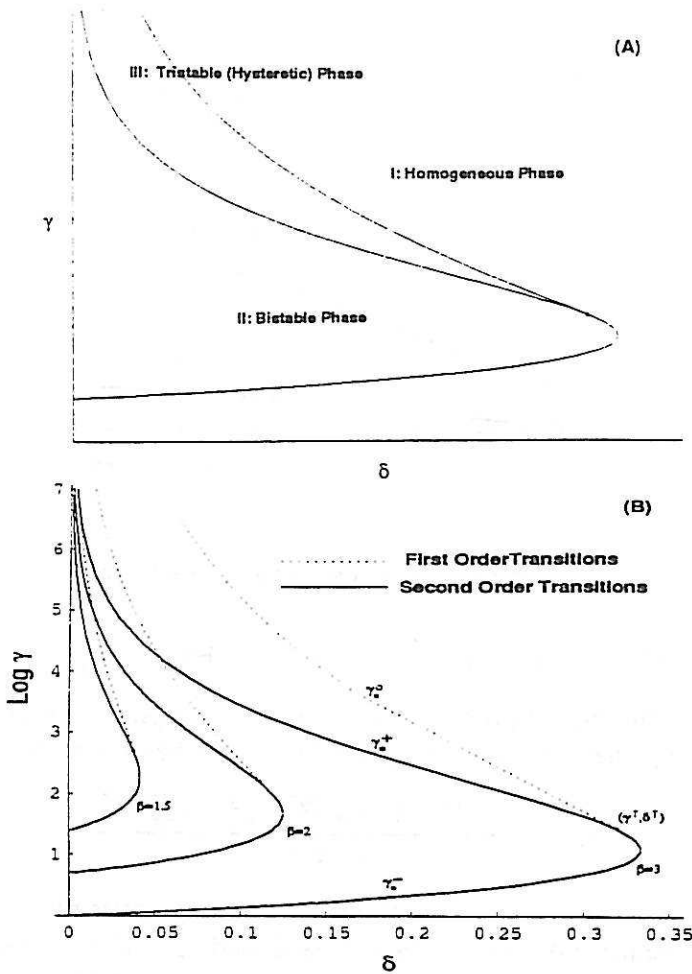 (A)
III: Tristable (Hysteretic) Phase
I: Homogeneous Phase
γ
II: Bistable Phase
δ
7
(B)
6
First OrderTransitions
Second Order Transitions
5
Log γ
4
3
2
β=1.5
β=2
(γᵀ,δᵀ)
1
β=3
0
0.05
0.1
0.15
0.2
0.25
0.3
0.35
δ